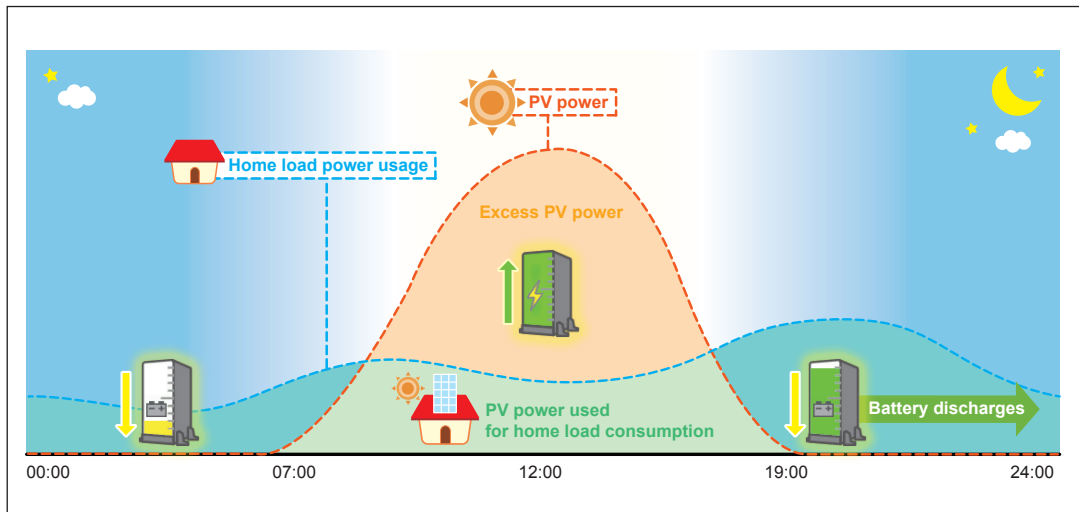 PV power
Home load power usage
Excess PV power
PV power used
for home load consumption
Battery discharges
00:00
07:00
12:00
19:00
24:00